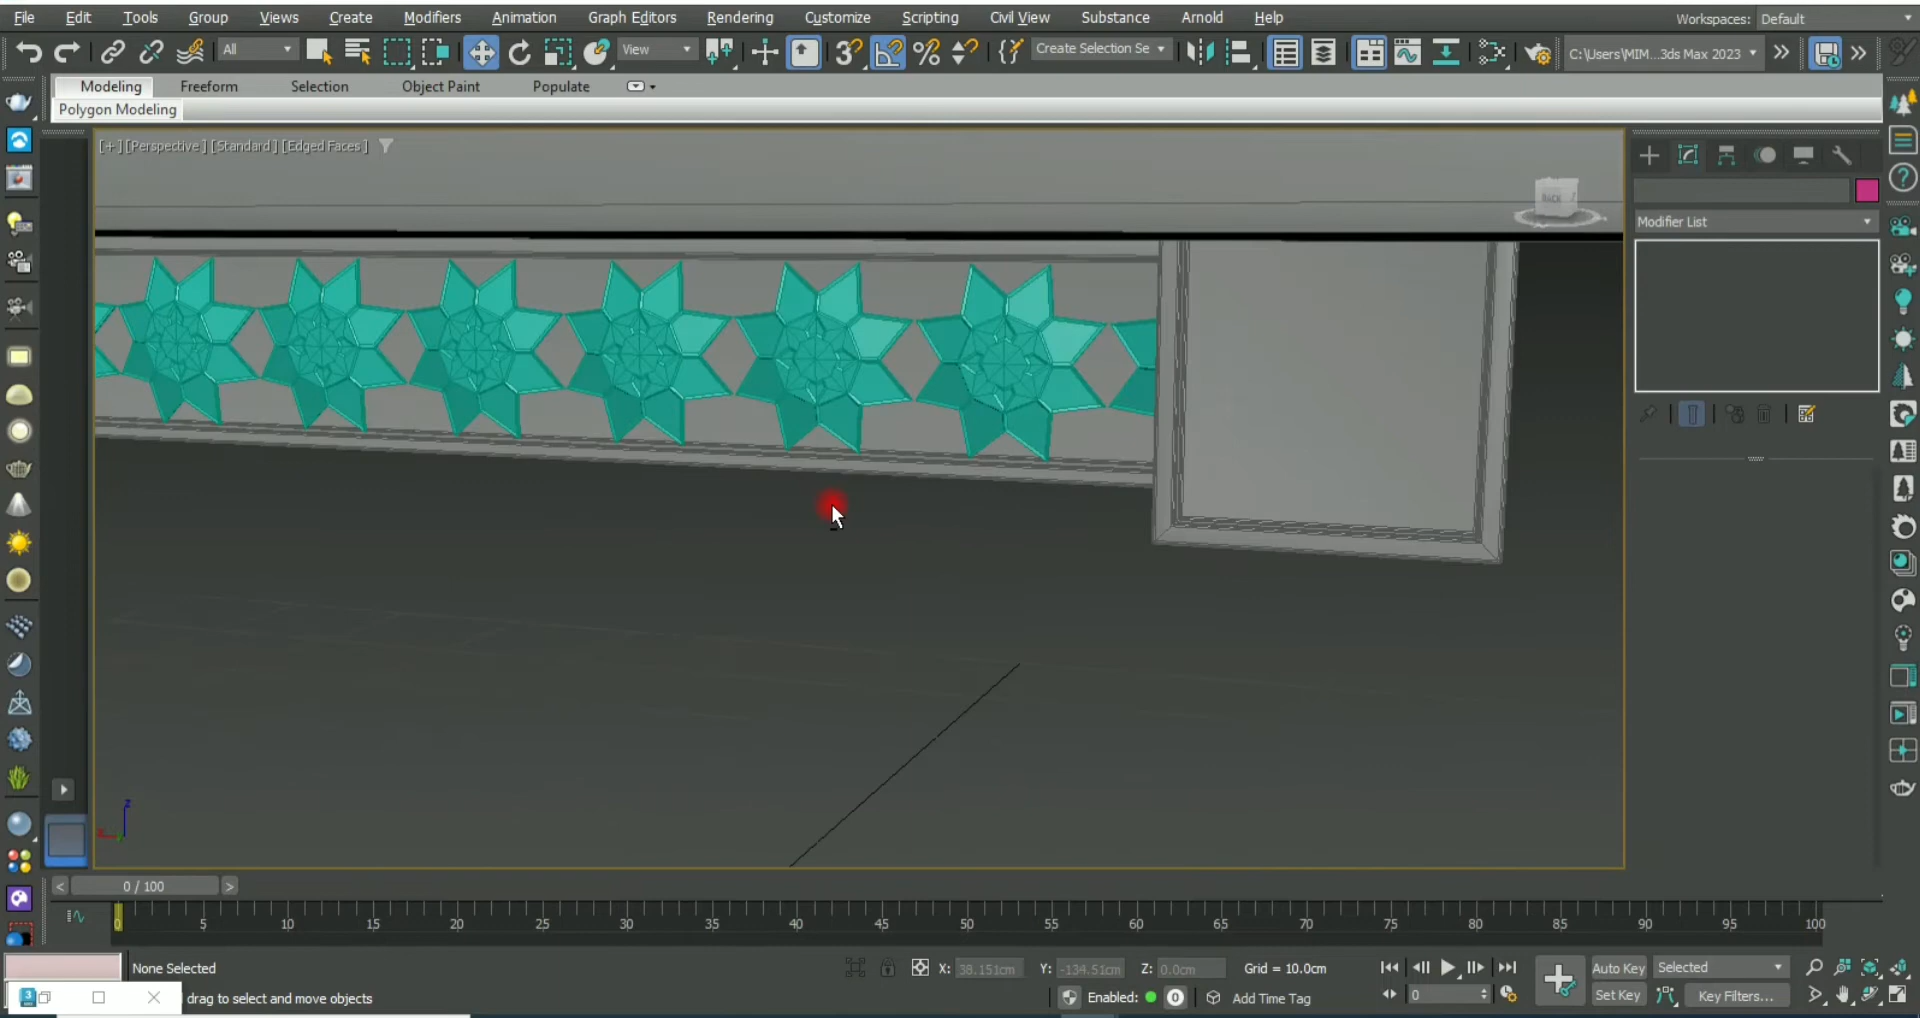 File Edit Tools Group Views Create Modifiers Animation Graph Editors Rendering Customize Scripting Civil View Substance Arnold Help Workspaces: Default
All View Create Selection Se C:\Users\MIM...3ds Max 2023
Modeling Freeform Selection Object Paint Populate
Polygon Modeling
[+] [Perspective] [Standard] [Edged Faces]
BACK
Modifier List
z
x
< 0 / 100 >
0 5 10 15 20 25 30 35 40 45 50 55 60 65 70 75 80 85 90 95 100
None Selected X: 38.151cm Y: -134.51cm Z: 0.0cm Grid = 10.0cm Auto Key Selected
3 drag to select and move objects Enabled: 0 Add Time Tag 0 Set Key Key Filters...